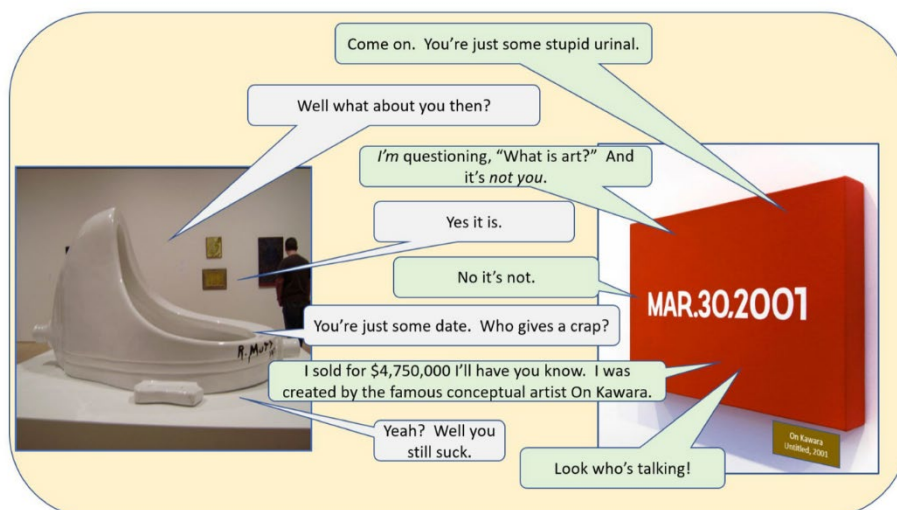 Come on.  You're just some stupid urinal.
Well what about you then?
I'm questioning, "What is art?"  And
it's not you.
Yes it is.
No it's not.
You're just some date.  Who gives a crap?
I sold for $4,750,000 I'll have you know.  I was
created by the famous conceptual artist On Kawara.
Yeah?  Well you
still suck.
Look who's talking!
R. MUTT
MAR.30,2001
On Kawara
Untitled, 2001